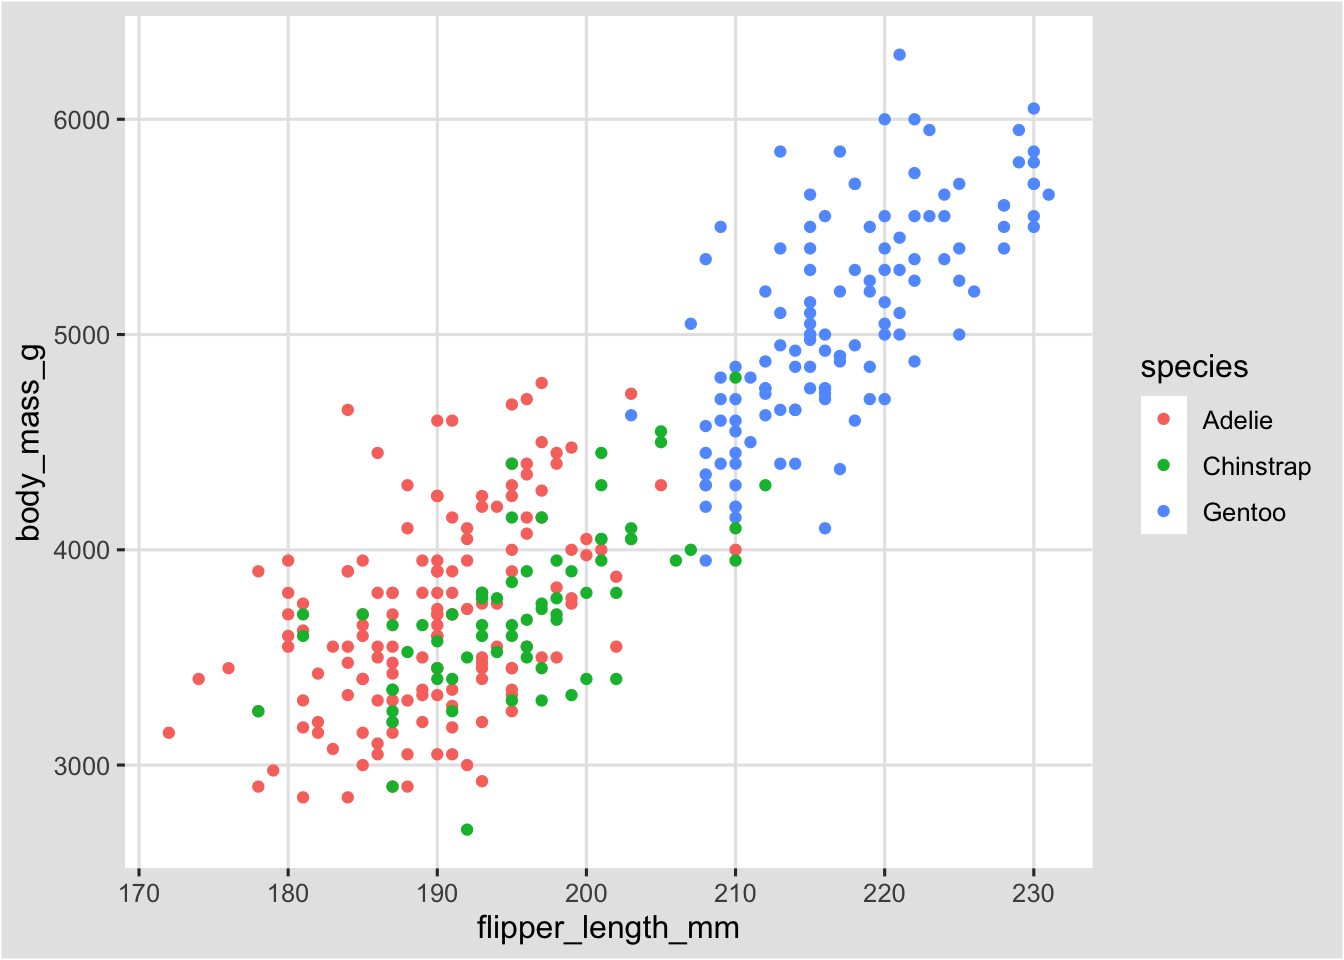 6000
5000
4000
3000
body_mass_g
170 180 190 200 210 220 230
flipper_length_mm
species
Adelie
Chinstrap
Gentoo